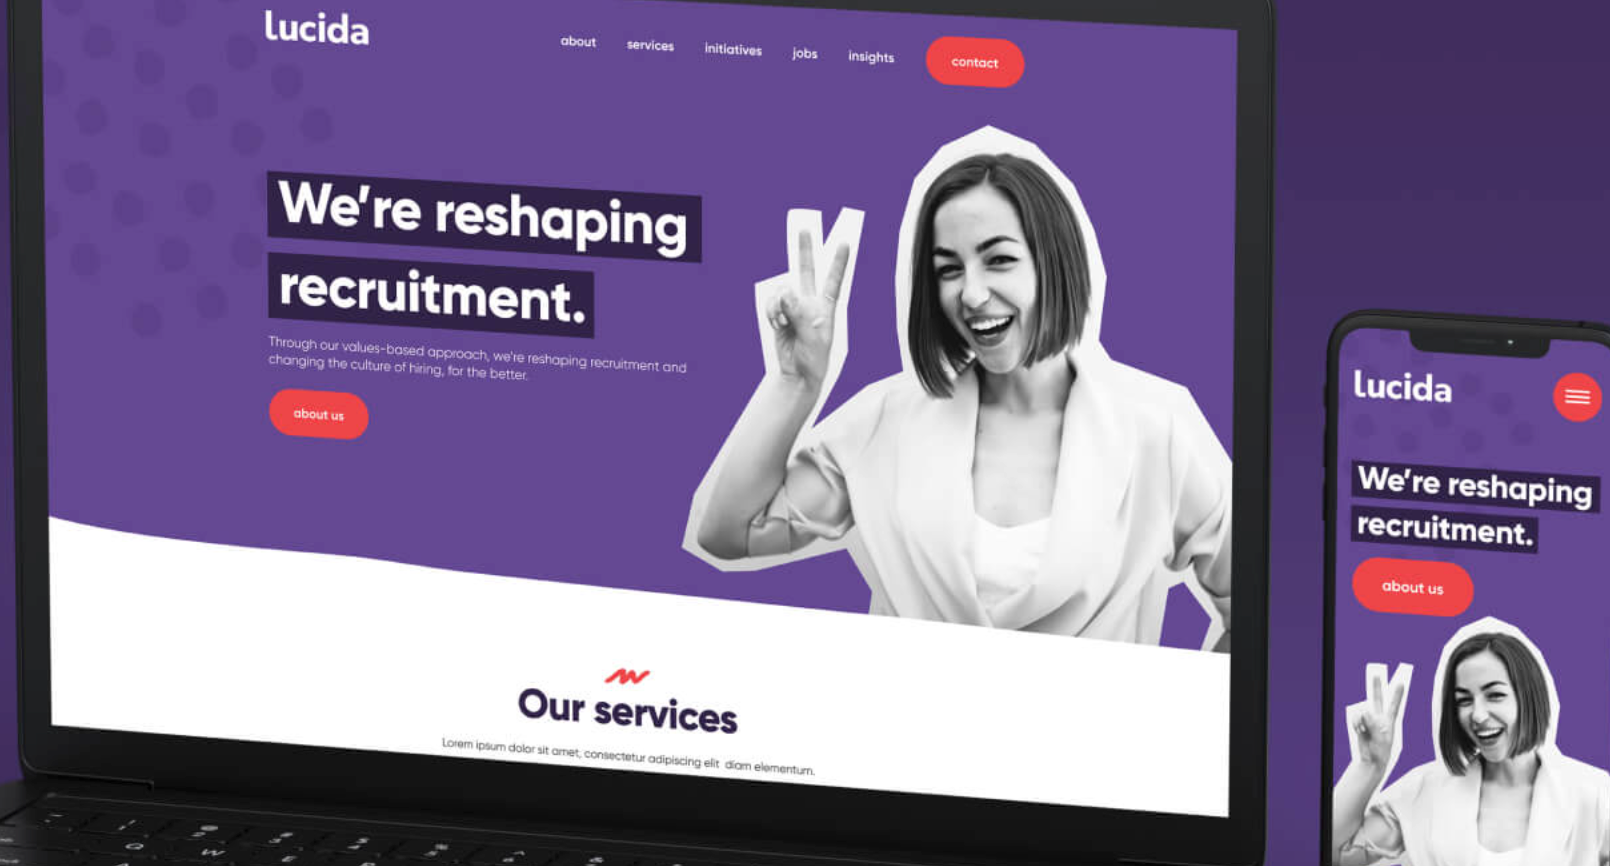 lucida
about services initiatives jobs insights contact
We're reshaping
recruitment.
Through our values-based approach, we're reshaping recruitment and
changing the culture of hiring, for the better.
about us
Our services
Lorem ipsum dolor sit amet, consectetur adipiscing elit diam elementum.
lucida
We're reshaping
recruitment.
about us